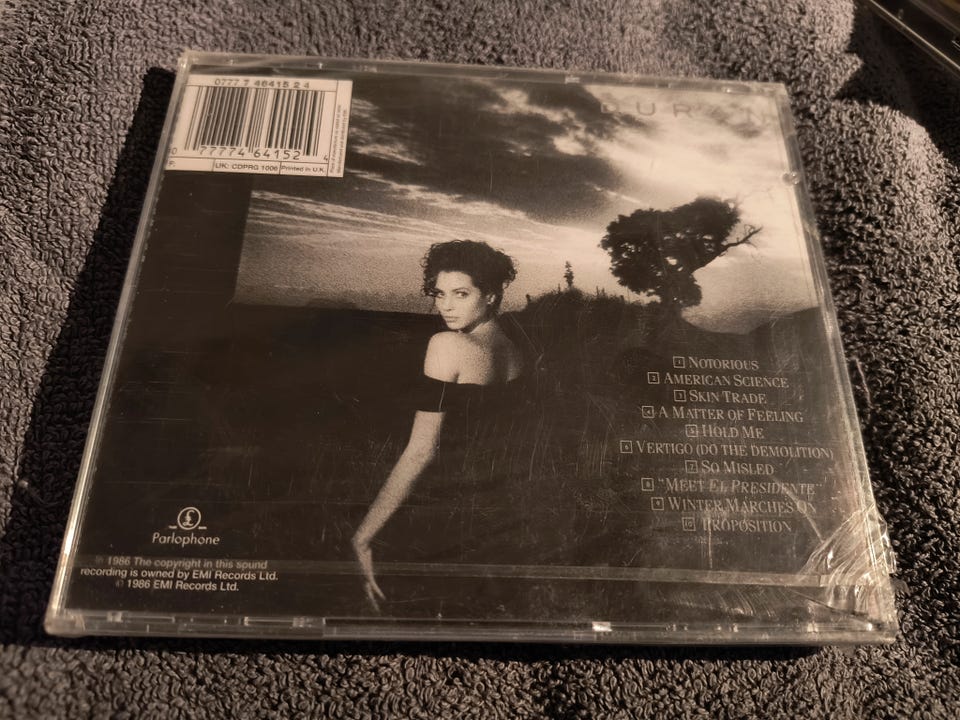 0777 7 46415 2 4
0 77774 64152 4
UK: CDPRG 1006 Printed in U.K.
DURAN
1 NOTORIOUS
2 AMERICAN SCIENCE
3 SKIN TRADE
4 A MATTER OF FEELING
5 HOLD ME
6 VERTIGO (DO THE DEMOLITION)
7 SO MISLED
8 "MEET EL PRESIDENTE"
9 WINTER MARCHES ON
10 PROPOSITION
£
Parlophone
℗ 1986 The copyright in this sound
recording is owned by EMI Records Ltd.
© 1986 EMI Records Ltd.